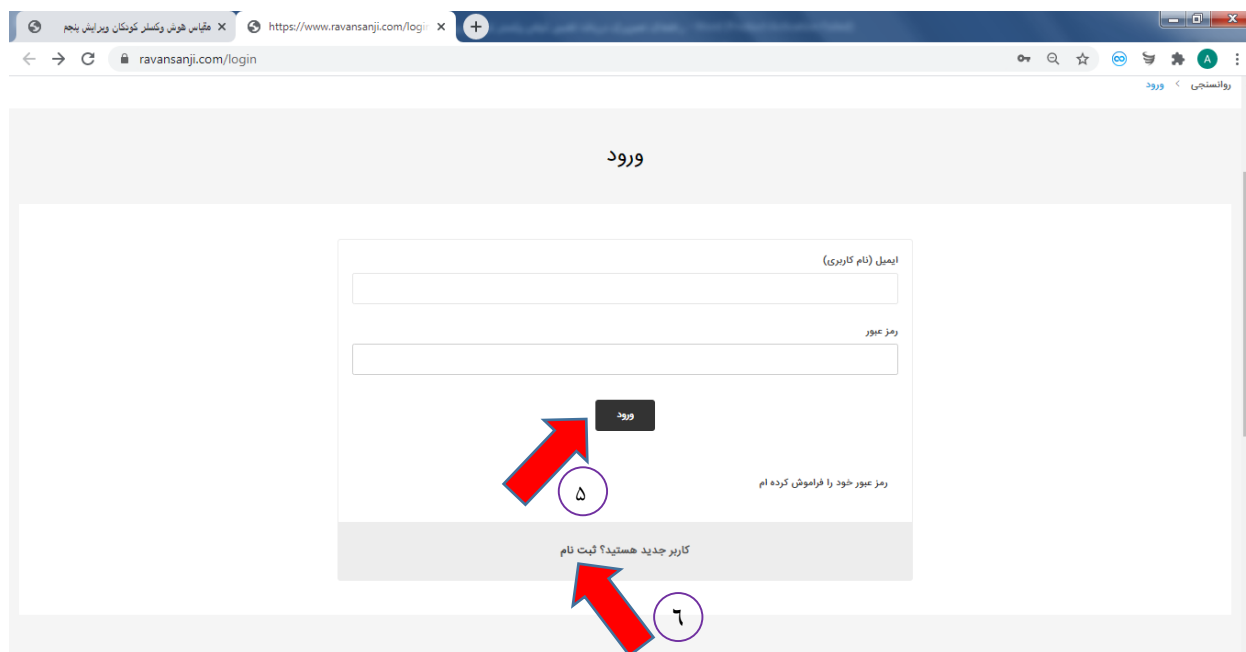 مقیاس هوش وکسلر کودکان ویرایش پنجم
https://www.ravansanji.com/logi
ravansanji.com/login
A
روانسنجی > ورود
ورود
ایمیل (نام کاربری)
رمز عبور
ورود
۵
رمز عبور خود را فراموش کرده ام
کاربر جدید هستید؟ ثبت نام
٦